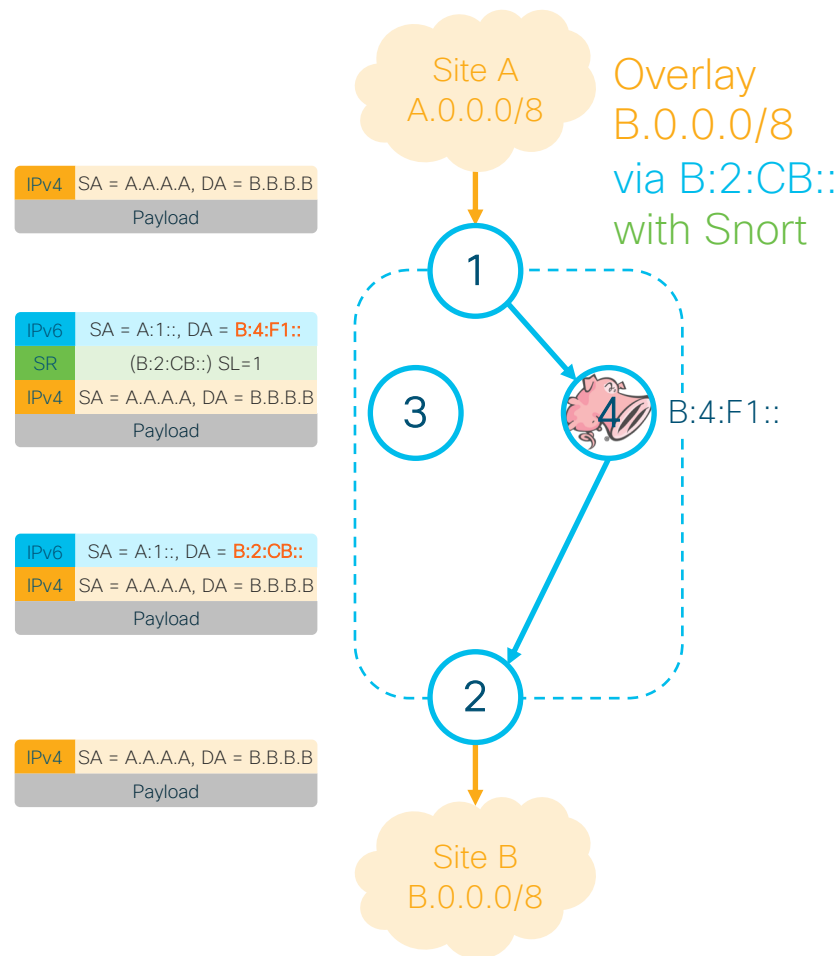 Site A
A.0.0.0/8
Overlay
B.0.0.0/8
via B:2:CB::
with Snort
IPv4 SA = A.A.A.A, DA = B.B.B.B
Payload
1
IPv6 SA = A:1::, DA = B:4:F1::
SR (B:2:CB::) SL=1
IPv4 SA = A.A.A.A, DA = B.B.B.B
Payload
3
4
B:4:F1::
IPv6 SA = A:1::, DA = B:2:CB::
IPv4 SA = A.A.A.A, DA = B.B.B.B
Payload
2
IPv4 SA = A.A.A.A, DA = B.B.B.B
Payload
Site B
B.0.0.0/8